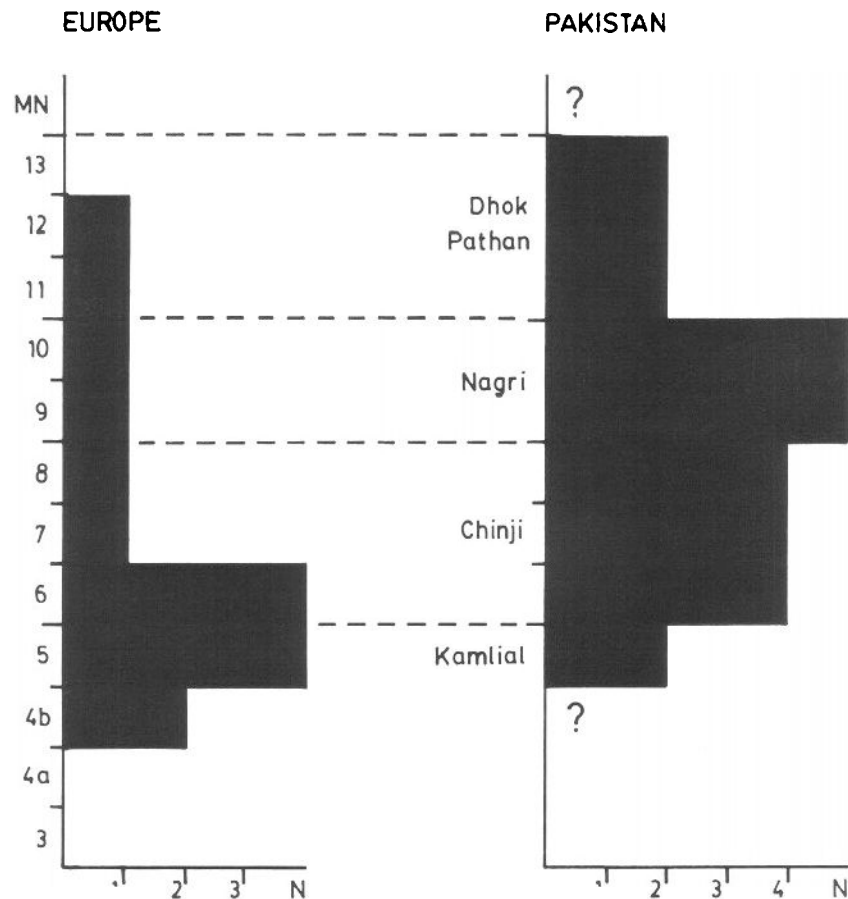 EUROPE
PAKISTAN
MN
?
13
12
Dhok
Pathan
11
10
Nagri
9
8
Chinji
7
6
5
Kamlial
4b
?
4a
3
1 2 3 N
1 2 3 4 N